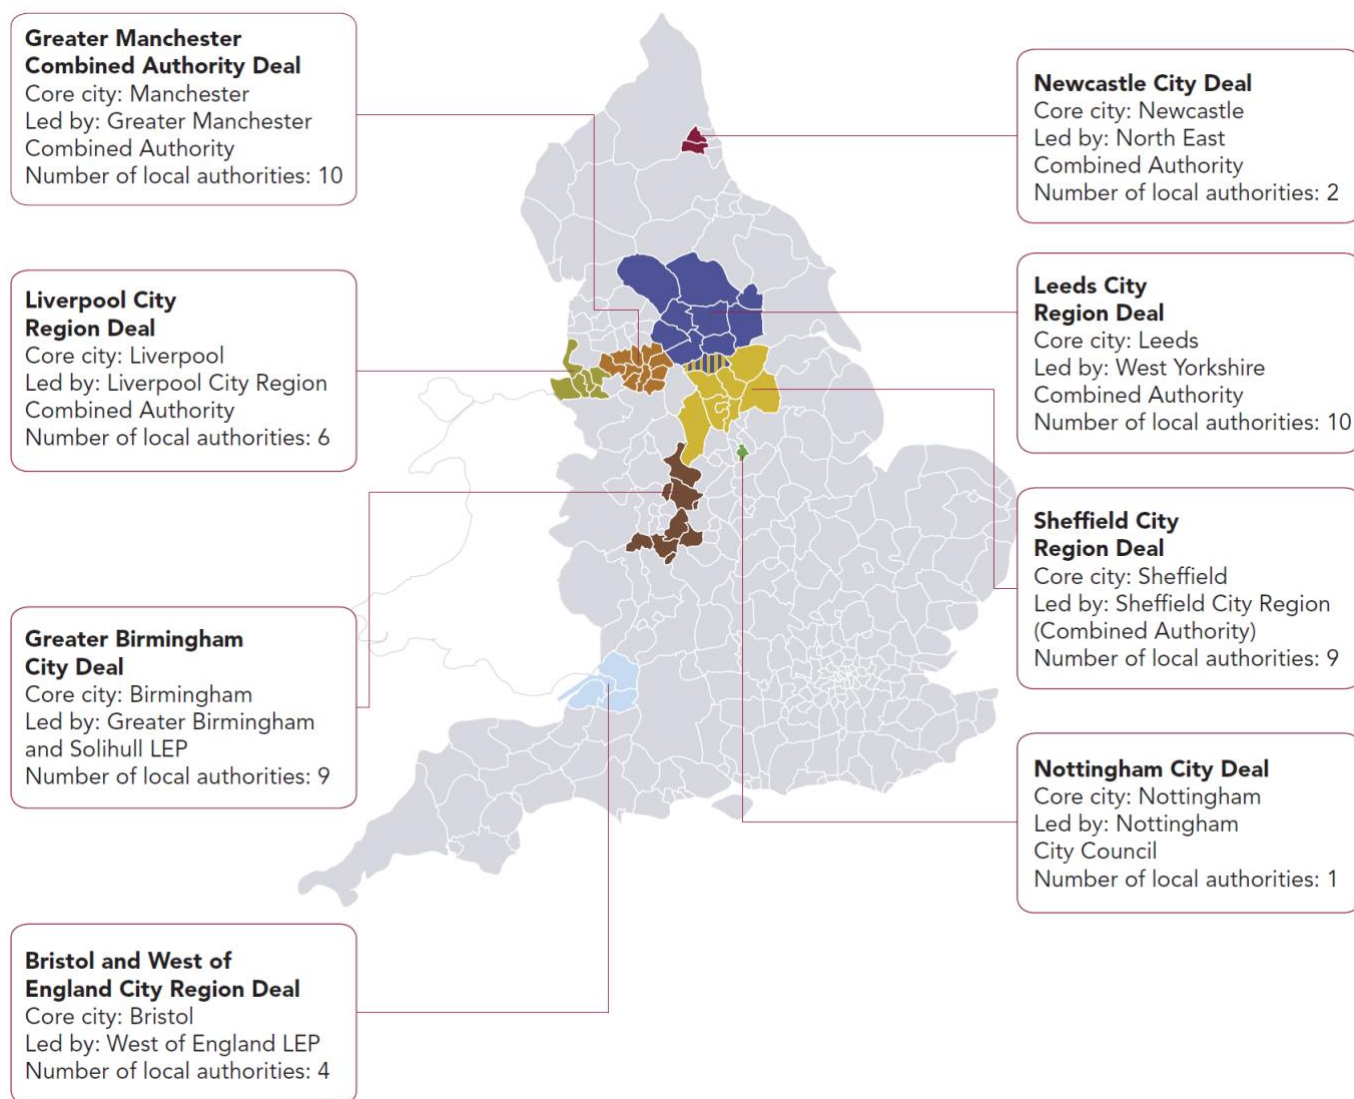 Greater Manchester
Combined Authority Deal
Core city: Manchester
Led by: Greater Manchester
Combined Authority
Number of local authorities: 10
Liverpool City
Region Deal
Core city: Liverpool
Led by: Liverpool City Region
Combined Authority
Number of local authorities: 6
Greater Birmingham
City Deal
Core city: Birmingham
Led by: Greater Birmingham
and Solihull LEP
Number of local authorities: 9
Bristol and West of
England City Region Deal
Core city: Bristol
Led by: West of England LEP
Number of local authorities: 4
Newcastle City Deal
Core city: Newcastle
Led by: North East
Combined Authority
Number of local authorities: 2
Leeds City
Region Deal
Core city: Leeds
Led by: West Yorkshire
Combined Authority
Number of local authorities: 10
Sheffield City
Region Deal
Core city: Sheffield
Led by: Sheffield City Region
(Combined Authority)
Number of local authorities: 9
Nottingham City Deal
Core city: Nottingham
Led by: Nottingham
City Council
Number of local authorities: 1